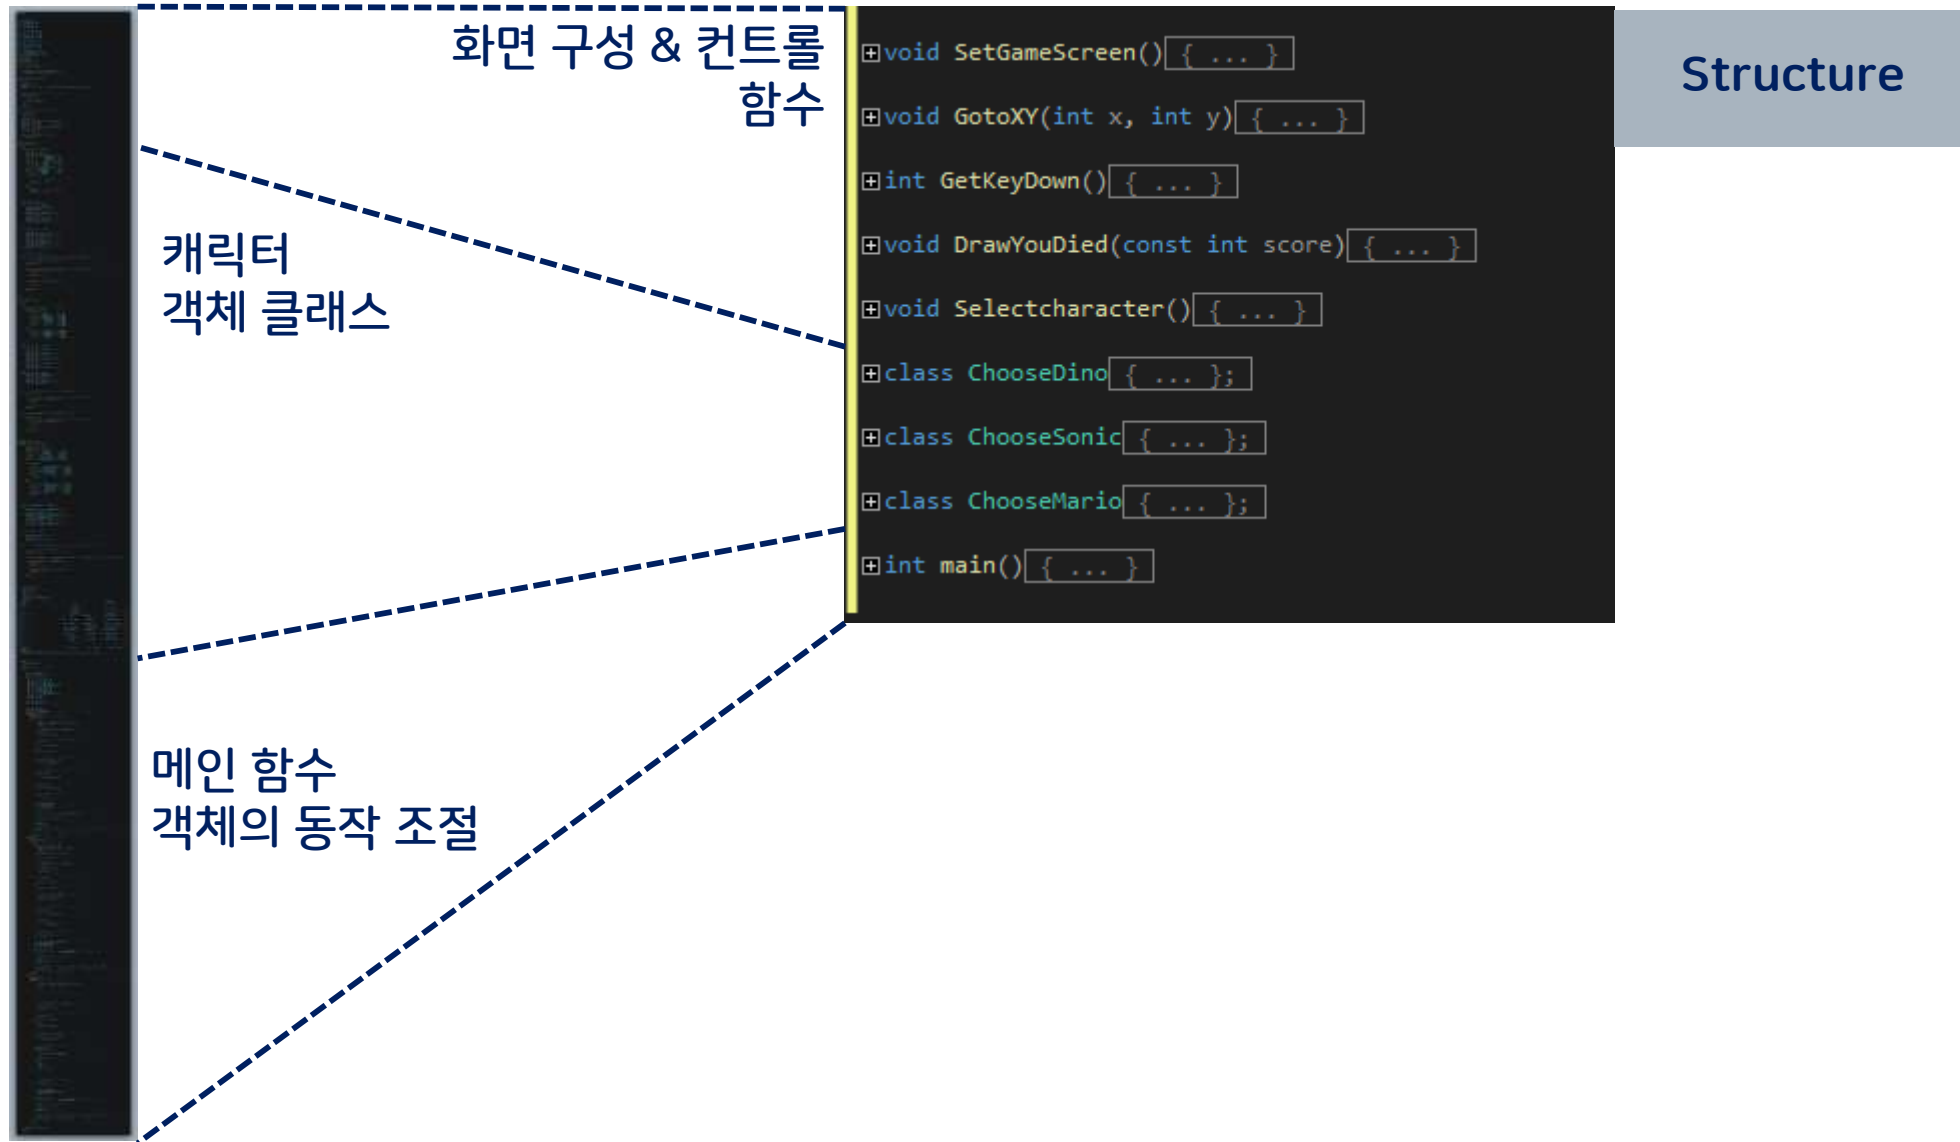 화면 구성 & 컨트롤
함수
Structure
캐릭터
객체 클래스
메인 함수
객체의 동작 조절
void SetGameScreen() { ... }
void GotoXY(int x, int y) { ... }
int GetKeyDown() { ... }
void DrawYouDied(const int score) { ... }
void Selectcharacter() { ... }
class ChooseDino { ... };
class ChooseSonic { ... };
class ChooseMario { ... };
int main() { ... }